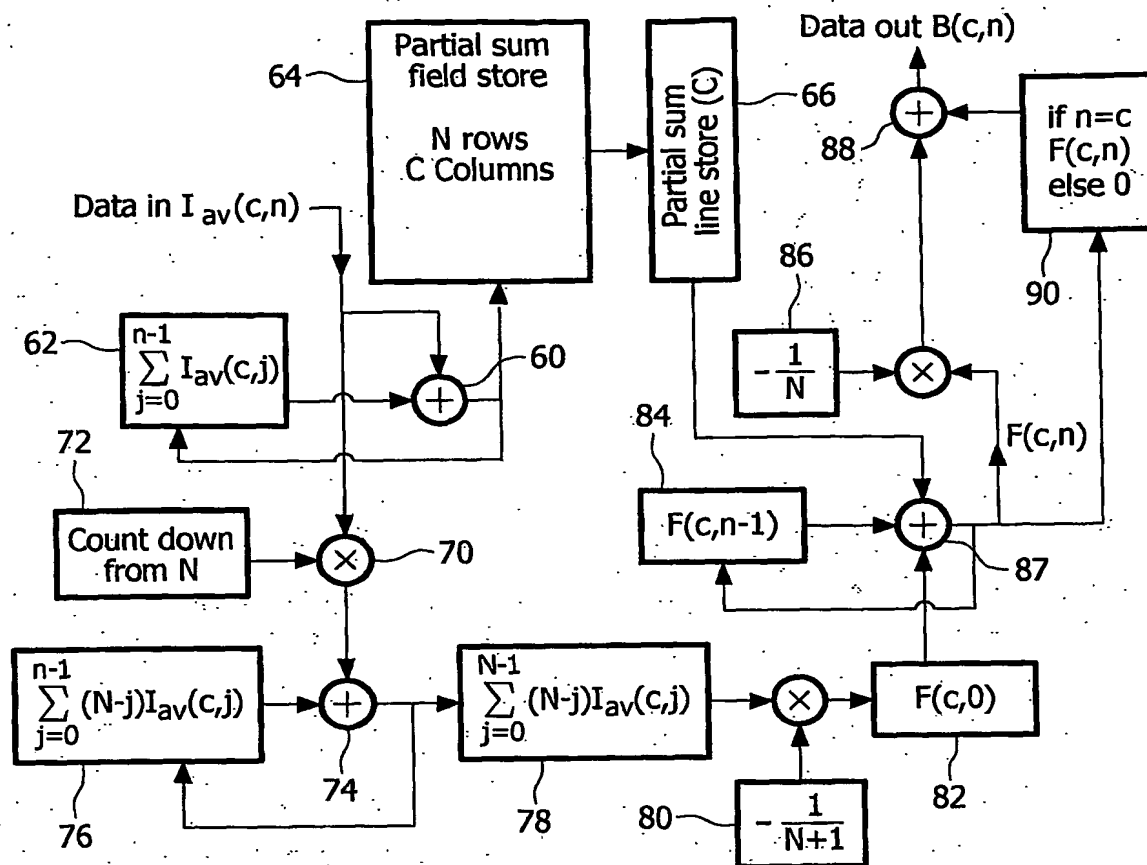 Partial sum
field store
N rows
C Columns
64
Partial sum
line store (C)
66
Data out B(c,n)
+
88
if n=c
F(c,n)
else 0
90
Data in I av(c,n)
62
n-1
∑ I av(c,j)
j=0
+
60
86
- 1/N
×
F(c,n)
72
Count down
from N
×
70
84
F(c,n-1)
+
87
n-1
∑ (N-j)I av(c,j)
j=0
76
+
74
N-1
∑ (N-j)I av(c,j)
j=0
78
×
80
- 1/N+1
F(c,0)
82